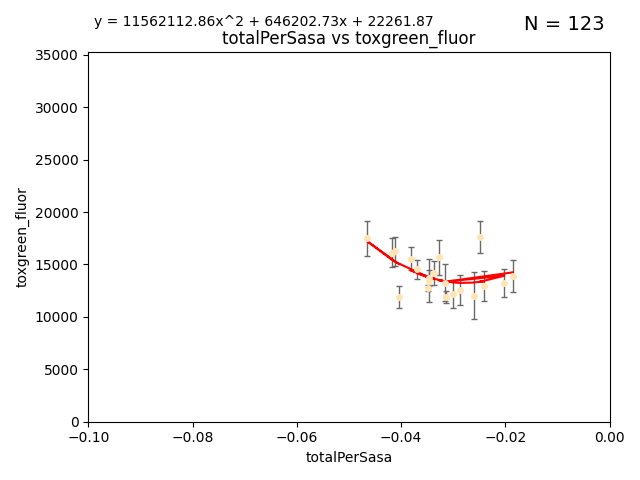 y = 11562112.86x^2 + 646202.73x + 22261.87
N = 123
totalPerSasa vs toxgreen_fluor
35000
30000
25000
20000
15000
10000
5000
0
toxgreen_fluor
−0.10
−0.08
−0.06
−0.04
−0.02
0.00
totalPerSasa